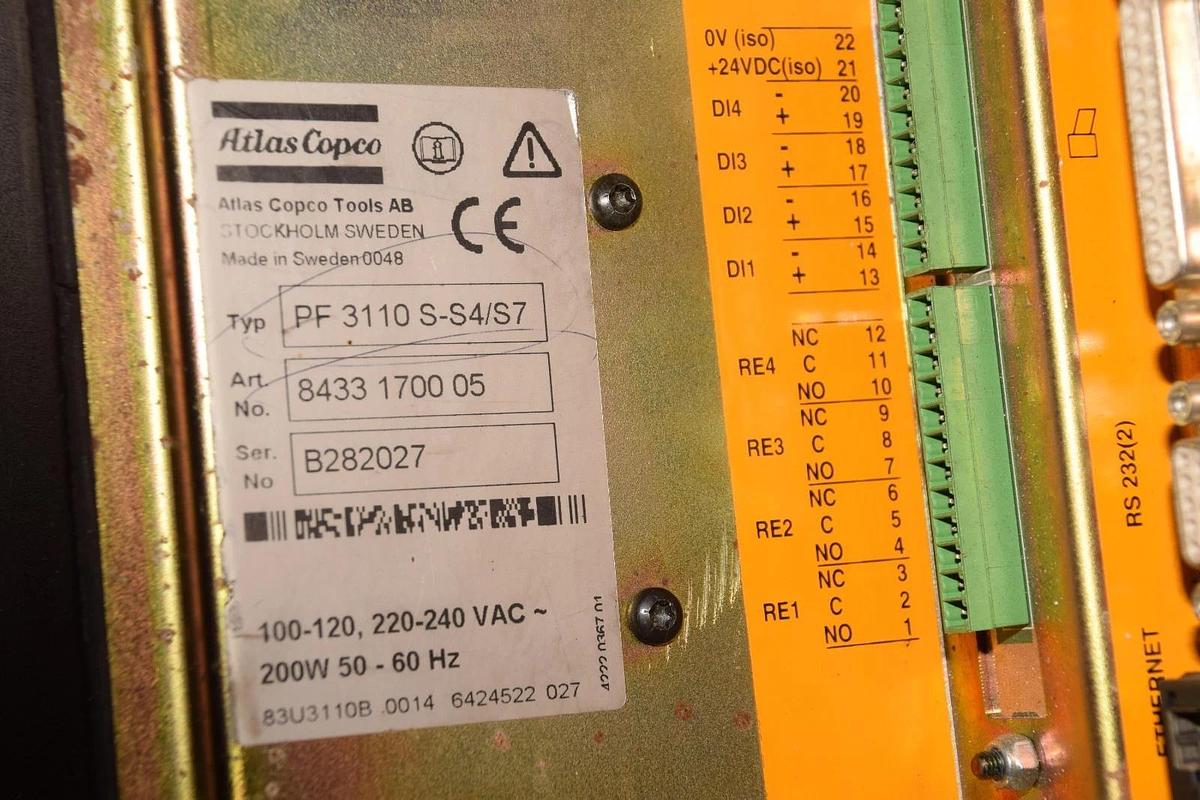 Atlas Copco
Atlas Copco Tools AB
STOCKHOLM SWEDEN
Made in Sweden 0048
CE
Typ PF 3110 S-S4/S7
Art. No. 8433 1700 05
Ser. No B282027
100-120, 220-240 VAC ~
200W 50 - 60 Hz
83U3110B .0014 6424522 027
4222 0367 01
0V (iso) 22
+24VDC(iso) 21
DI4 - 20
+ 19
DI3 - 18
+ 17
DI2 - 16
+ 15
DI1 - 14
+ 13
NC 12
RE4 C 11
NO 10
NC 9
RE3 C 8
NO 7
NC 6
RE2 C 5
NO 4
NC 3
RE1 C 2
NO 1
RS 232(2)
ETHERNET